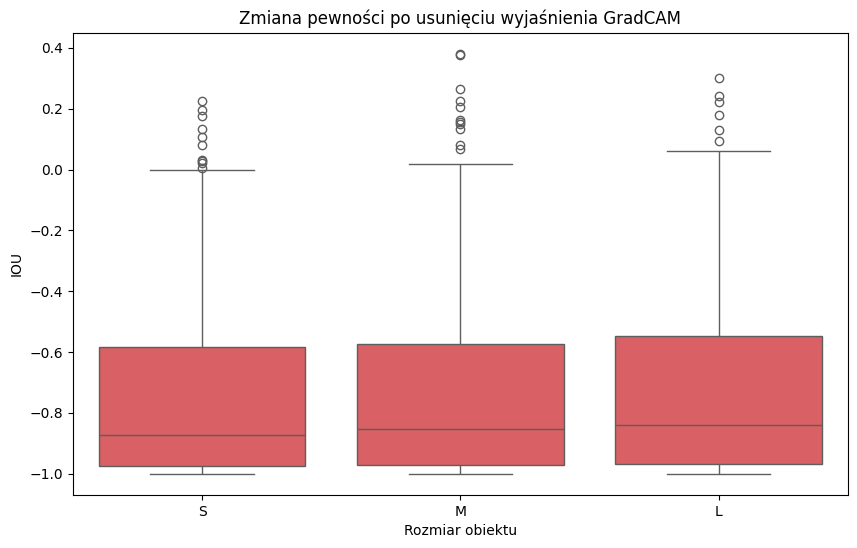 Zmiana pewności po usunięciu wyjaśnienia GradCAM
0.4
0.2
0.0
−0.2
−0.4
−0.6
−0.8
−1.0
IOU
S M L
Rozmiar obiektu